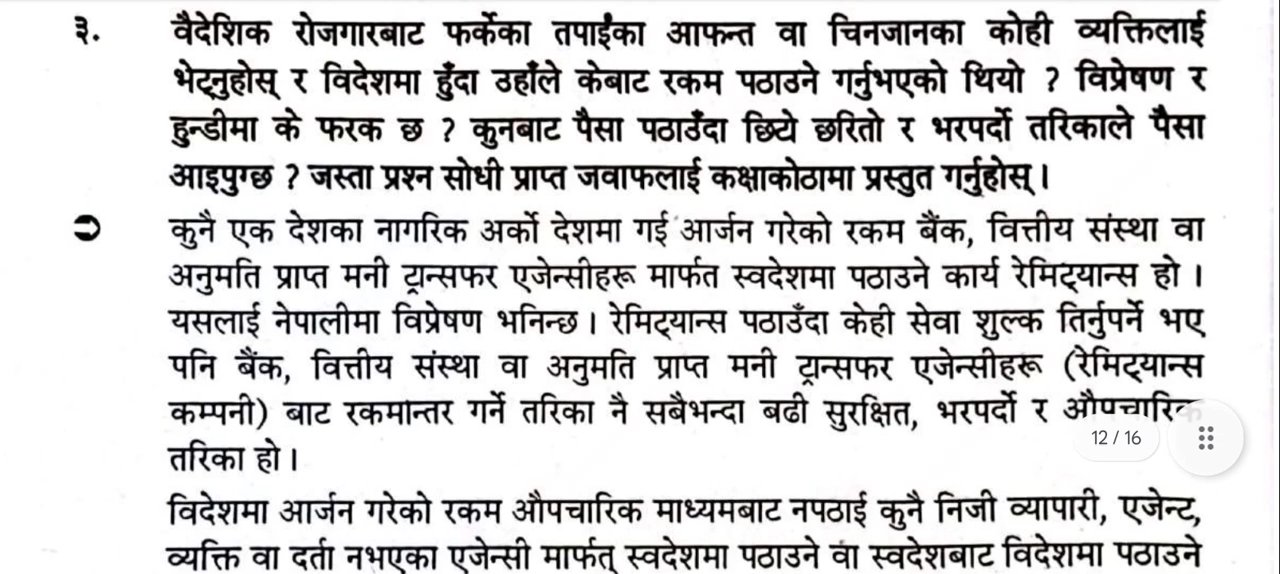 ३. वैदेशिक रोजगारबाट फर्केका तपाईंका आफन्त वा चिनजानका कोही व्यक्तिलाई
भेट्नुहोस् र विदेशमा हुँदा उहाँले केबाट रकम पठाउने गर्नुभएको थियो ? विप्रेषण र
हुन्डीमा के फरक छ ? कुनबाट पैसा पठाउँदा छिटो छरितो र भरपर्दो तरिकाले पैसा
आइपुग्छ ? जस्ता प्रश्न सोधी प्राप्त जवाफलाई कक्षाकोठामा प्रस्तुत गर्नुहोस् ।
➲ कुनै एक देशका नागरिक अर्को देशमा गई आर्जन गरेको रकम बैंक, वित्तीय संस्था वा
अनुमति प्राप्त मनी ट्रान्सफर एजेन्सीहरू मार्फत स्वदेशमा पठाउने कार्य रेमिट्यान्स हो ।
यसलाई नेपालीमा विप्रेषण भनिन्छ । रेमिट्यान्स पठाउँदा केही सेवा शुल्क तिर्नुपर्ने भए
पनि बैंक, वित्तीय संस्था वा अनुमति प्राप्त मनी ट्रान्सफर एजेन्सीहरू (रेमिट्यान्स
कम्पनी) बाट रकमान्तर गर्ने तरिका नै सबैभन्दा बढी सुरक्षित, भरपर्दो र औपचारिक
12 / 16
तरिका हो ।
विदेशमा आर्जन गरेको रकम औपचारिक माध्यमबाट नपठाई कुनै निजी व्यापारी, एजेन्ट,
व्यक्ति वा दर्ता नभएका एजेन्सी मार्फत् स्वदेशमा पठाउने वा स्वदेशबाट विदेशमा पठाउने